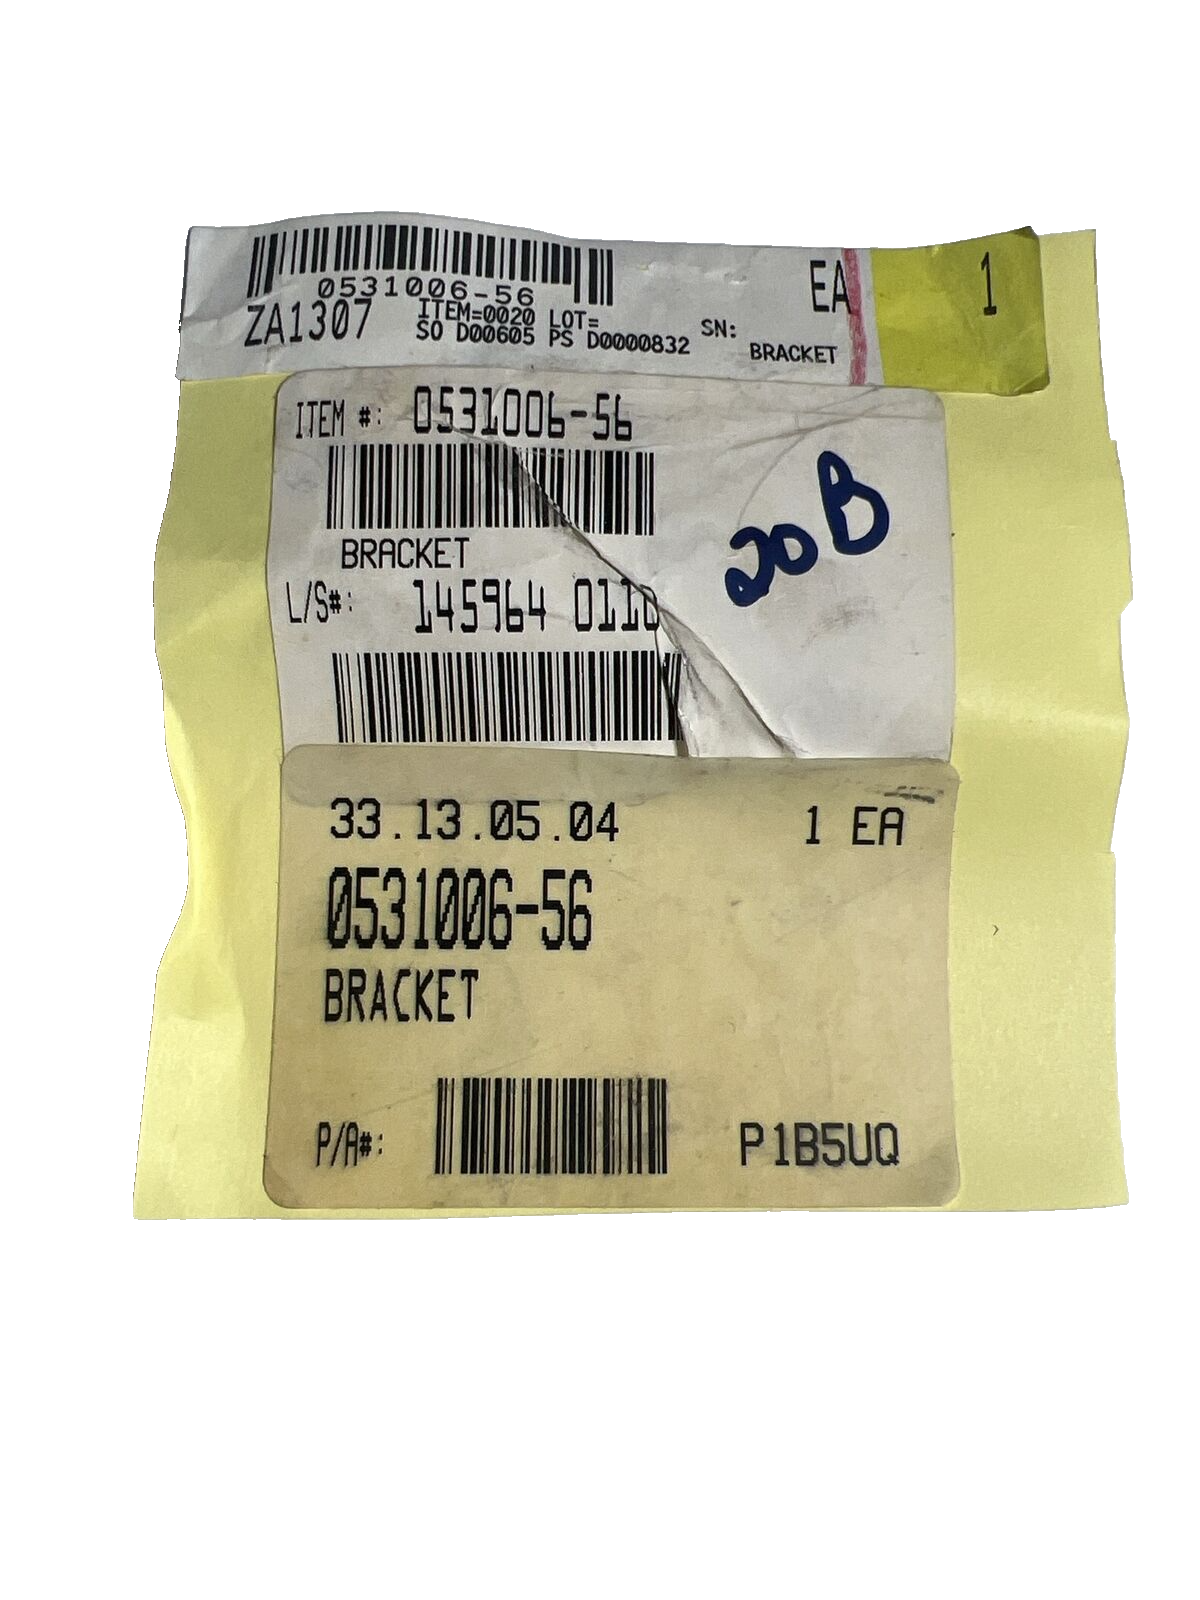 0531006-56
EA 1
ZA1307
ITEM=0020 LOT=
SO D00605 PS D0000832
SN:
BRACKET
ITEM #: 0531006-56
20B
BRACKET
L/S#: 145964 0110
33.13.05.04 1 EA
0531006-56
BRACKET
P/A#: P1B5UQ